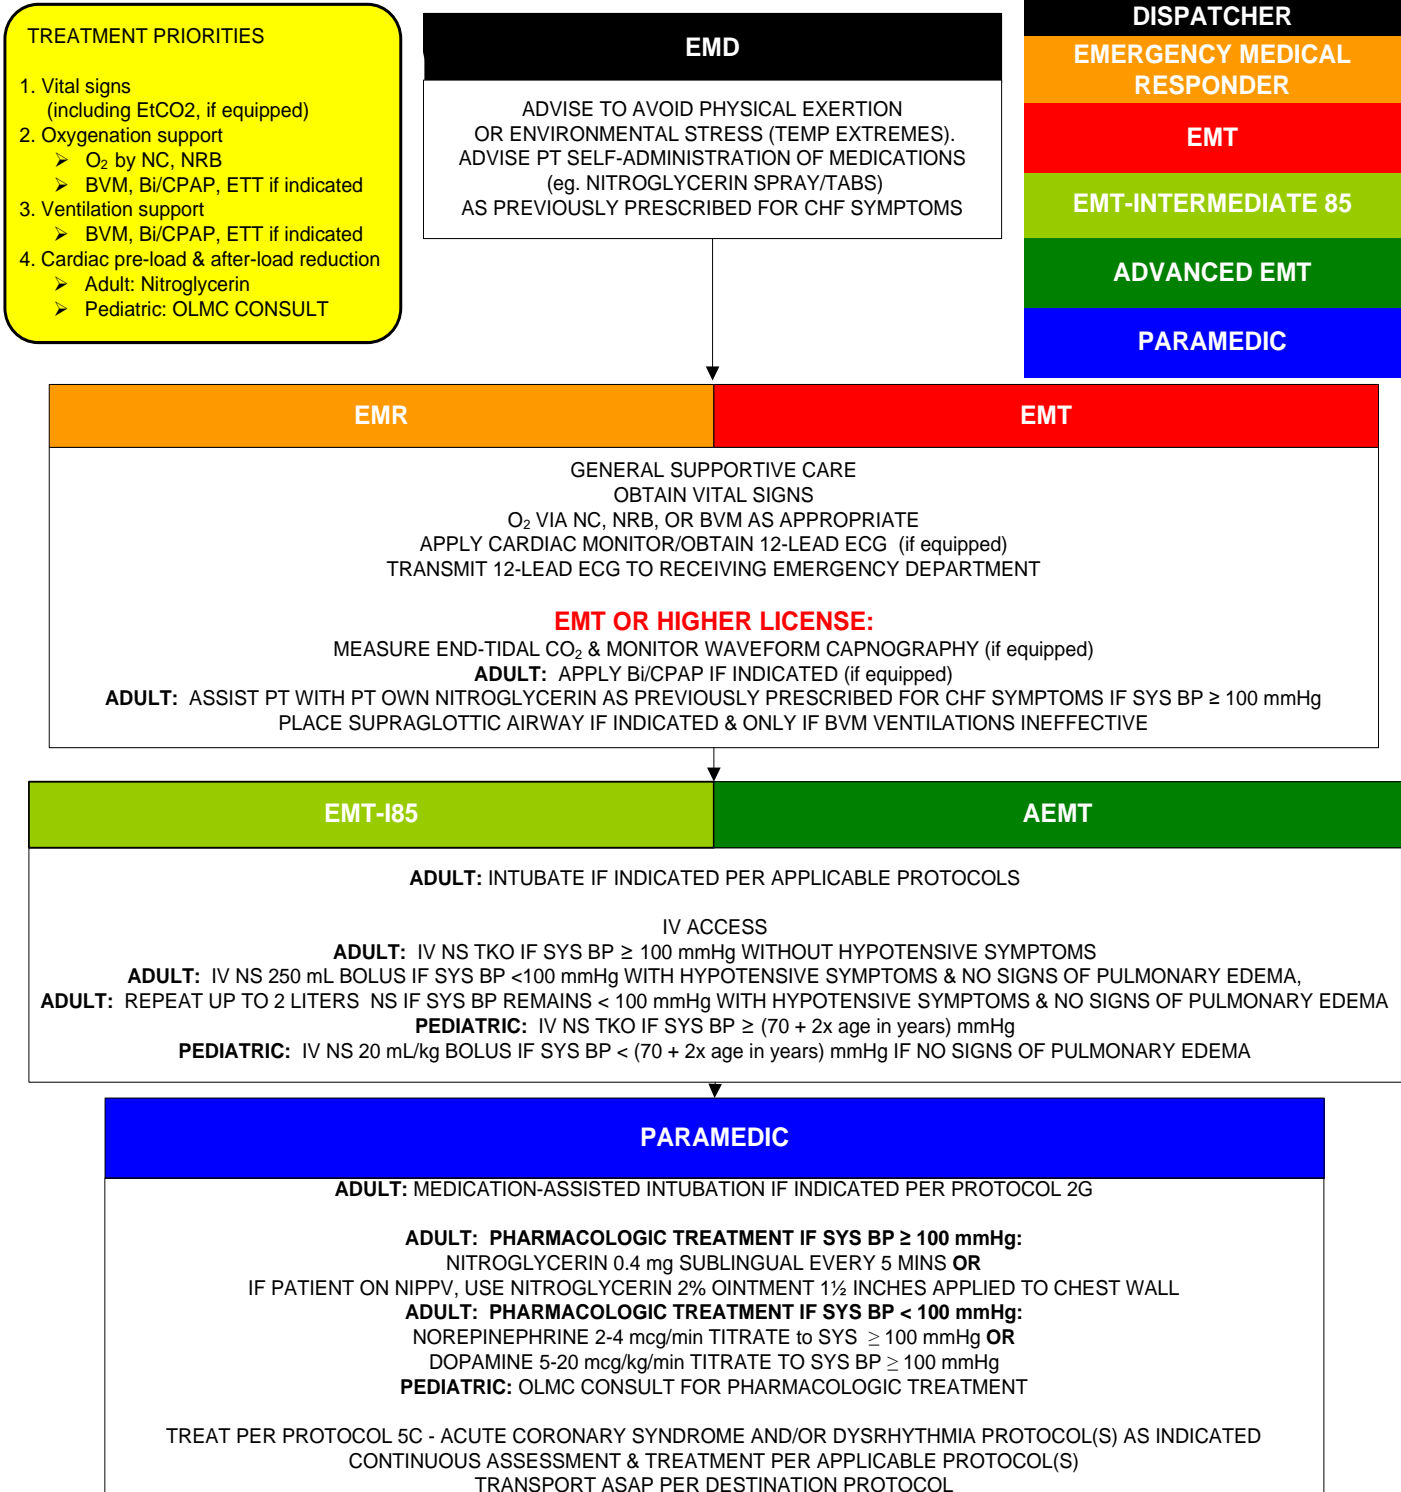 TREATMENT PRIORITIES
1. Vital signs
(including EtCO2, if equipped)
2. Oxygenation support
➢ O₂ by NC, NRB
➢ BVM, Bi/CPAP, ETT if indicated
3. Ventilation support
➢ BVM, Bi/CPAP, ETT if indicated
4. Cardiac pre-load & after-load reduction
➢ Adult: Nitroglycerin
➢ Pediatric: OLMC CONSULT
EMD
ADVISE TO AVOID PHYSICAL EXERTION
OR ENVIRONMENTAL STRESS (TEMP EXTREMES).
ADVISE PT SELF-ADMINISTRATION OF MEDICATIONS
(eg. NITROGLYCERIN SPRAY/TABS)
AS PREVIOUSLY PRESCRIBED FOR CHF SYMPTOMS
DISPATCHER
EMERGENCY MEDICAL
RESPONDER
EMT
EMT-INTERMEDIATE 85
ADVANCED EMT
PARAMEDIC
EMR
EMT
GENERAL SUPPORTIVE CARE
OBTAIN VITAL SIGNS
O₂ VIA NC, NRB, OR BVM AS APPROPRIATE
APPLY CARDIAC MONITOR/OBTAIN 12-LEAD ECG (if equipped)
TRANSMIT 12-LEAD ECG TO RECEIVING EMERGENCY DEPARTMENT
EMT OR HIGHER LICENSE:
MEASURE END-TIDAL CO₂ & MONITOR WAVEFORM CAPNOGRAPHY (if equipped)
ADULT: APPLY Bi/CPAP IF INDICATED (if equipped)
ADULT: ASSIST PT WITH PT OWN NITROGLYCERIN AS PREVIOUSLY PRESCRIBED FOR CHF SYMPTOMS IF SYS BP ≥ 100 mmHg
PLACE SUPRAGLOTTIC AIRWAY IF INDICATED & ONLY IF BVM VENTILATIONS INEFFECTIVE
EMT-I85
AEMT
ADULT: INTUBATE IF INDICATED PER APPLICABLE PROTOCOLS
IV ACCESS
ADULT: IV NS TKO IF SYS BP ≥ 100 mmHg WITHOUT HYPOTENSIVE SYMPTOMS
ADULT: IV NS 250 mL BOLUS IF SYS BP <100 mmHg WITH HYPOTENSIVE SYMPTOMS & NO SIGNS OF PULMONARY EDEMA,
ADULT: REPEAT UP TO 2 LITERS NS IF SYS BP REMAINS < 100 mmHg WITH HYPOTENSIVE SYMPTOMS & NO SIGNS OF PULMONARY EDEMA
PEDIATRIC: IV NS TKO IF SYS BP ≥ (70 + 2x age in years) mmHg
PEDIATRIC: IV NS 20 mL/kg BOLUS IF SYS BP < (70 + 2x age in years) mmHg IF NO SIGNS OF PULMONARY EDEMA
PARAMEDIC
ADULT: MEDICATION-ASSISTED INTUBATION IF INDICATED PER PROTOCOL 2G
ADULT: PHARMACOLOGIC TREATMENT IF SYS BP ≥ 100 mmHg:
NITROGLYCERIN 0.4 mg SUBLINGUAL EVERY 5 MINS OR
IF PATIENT ON NIPPV, USE NITROGLYCERIN 2% OINTMENT 1½ INCHES APPLIED TO CHEST WALL
ADULT: PHARMACOLOGIC TREATMENT IF SYS BP < 100 mmHg:
NOREPINEPHRINE 2-4 mcg/min TITRATE to SYS ≥ 100 mmHg OR
DOPAMINE 5-20 mcg/kg/min TITRATE TO SYS BP ≥ 100 mmHg
PEDIATRIC: OLMC CONSULT FOR PHARMACOLOGIC TREATMENT
TREAT PER PROTOCOL 5C - ACUTE CORONARY SYNDROME AND/OR DYSRHYTHMIA PROTOCOL(S) AS INDICATED
CONTINUOUS ASSESSMENT & TREATMENT PER APPLICABLE PROTOCOL(S)
TRANSPORT ASAP PER DESTINATION PROTOCOL